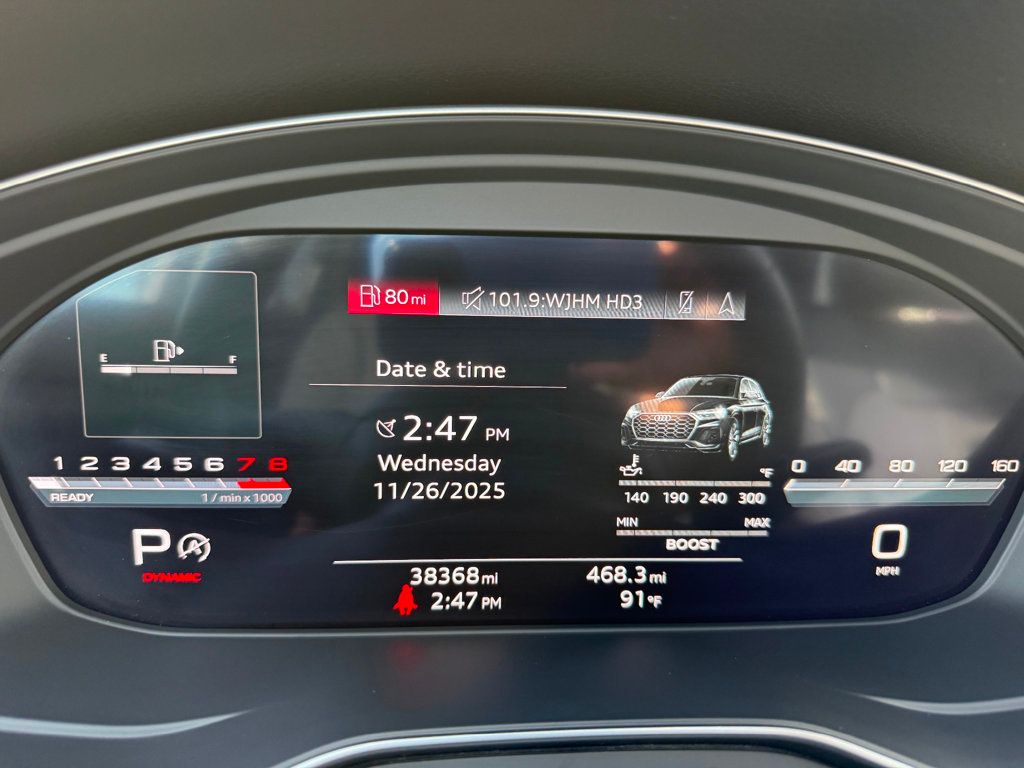 80 mi
101.9:WJHM HD3
E F
Date & time
2:47 PM
Wednesday
11/26/2025
1 2 3 4 5 6 7 8
READY 1 / min x 1000
°F
140 190 240 300
0 40 80 120 160
MIN MAX
BOOST
P
DYNAMIC
0
MPH
38368 mi 468.3 mi
2:47 PM 91°F